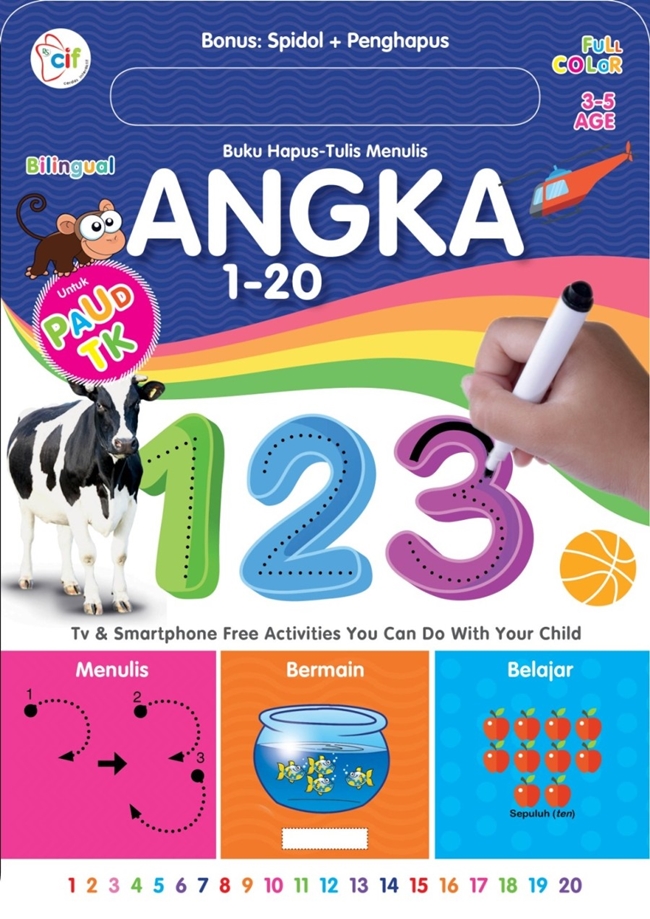 cif
Bonus: Spidol + Penghapus
FULL
COLOR
3-5
AGE
Buku Hapus-Tulis Menulis
Bilingual
ANGKA
1-20
Untuk
PAUD
TK
1 2 3
Tv & Smartphone Free Activities You Can Do With Your Child
Menulis
1
2
3
Bermain
Belajar
Sepuluh (ten)
1 2 3 4 5 6 7 8 9 10 11 12 13 14 15 16 17 18 19 20